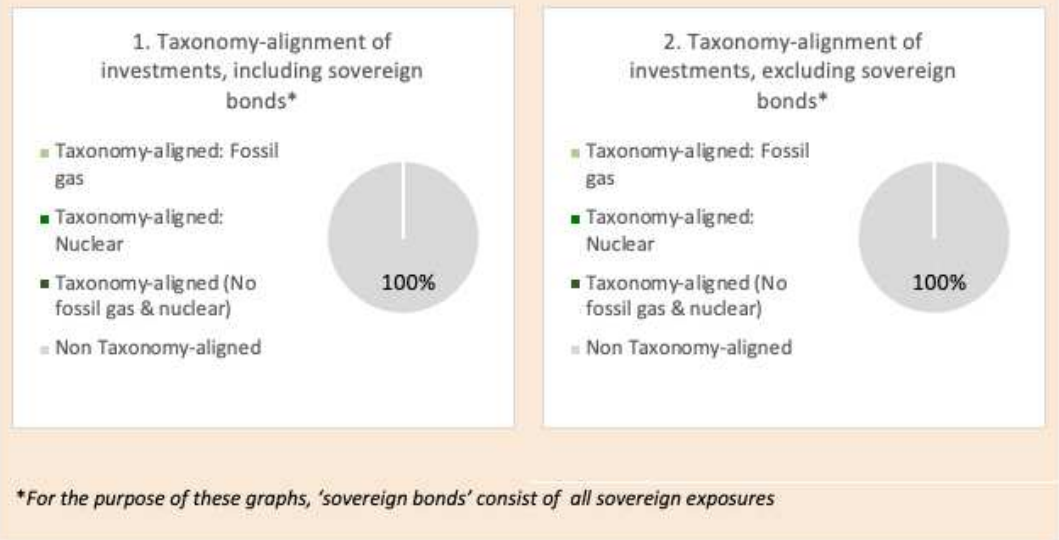 1. Taxonomy-alignment of
investments, including sovereign
bonds*
Taxonomy-aligned: Fossil
gas
Taxonomy-aligned:
Nuclear
Taxonomy-aligned (No
fossil gas & nuclear)
Non Taxonomy-aligned
100%
2. Taxonomy-alignment of
investments, excluding sovereign
bonds*
Taxonomy-aligned: Fossil
gas
Taxonomy-aligned:
Nuclear
Taxonomy-aligned (No
fossil gas & nuclear)
Non Taxonomy-aligned
100%
*For the purpose of these graphs, ‘sovereign bonds’ consist of all sovereign exposures